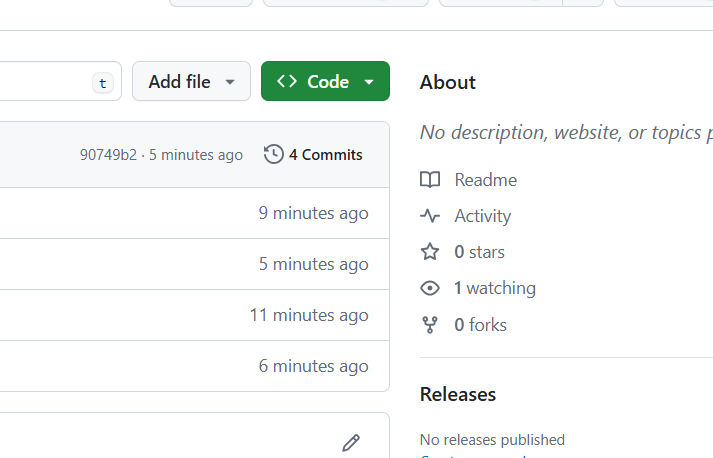 t
Add file
Code
90749b2 · 5 minutes ago
4 Commits
9 minutes ago
5 minutes ago
11 minutes ago
6 minutes ago
About
No description, website, or topics
Readme
Activity
0 stars
1 watching
0 forks
Releases
No releases published